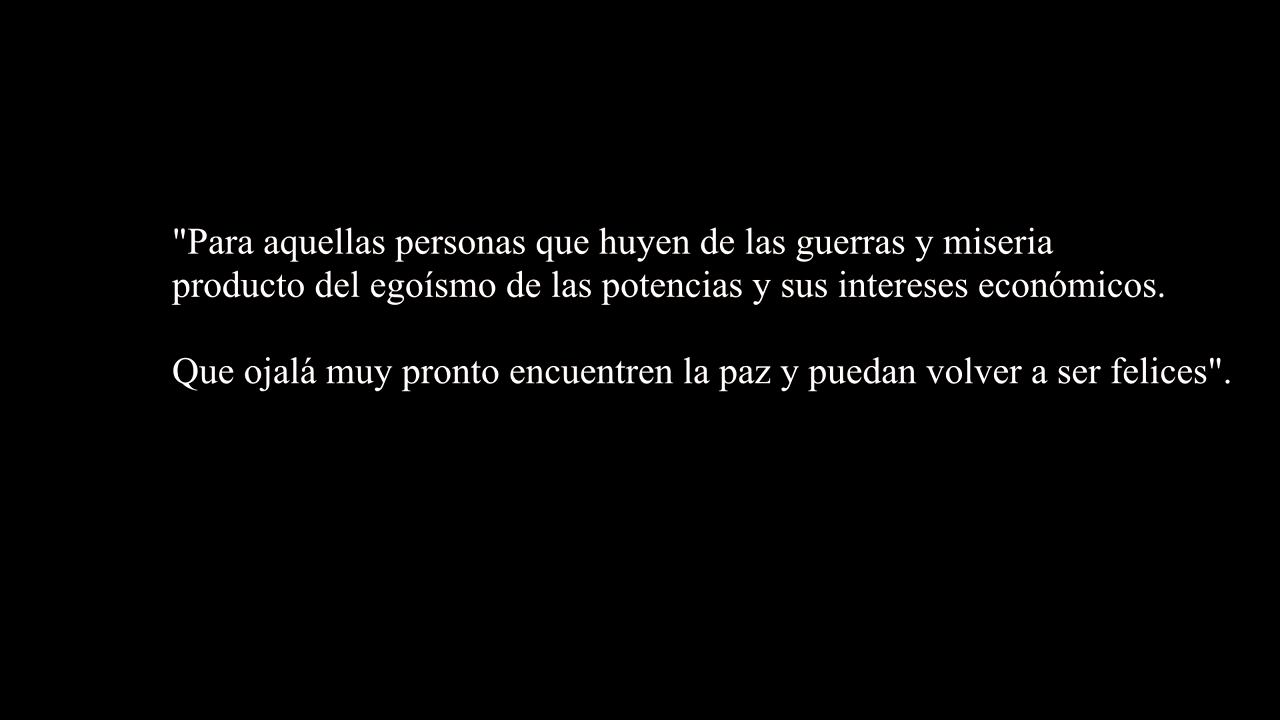 "Para aquellas personas que huyen de las guerras y miseria
producto del egoísmo de las potencias y sus intereses económicos.
Que ojalá muy pronto encuentren la paz y puedan volver a ser felices".